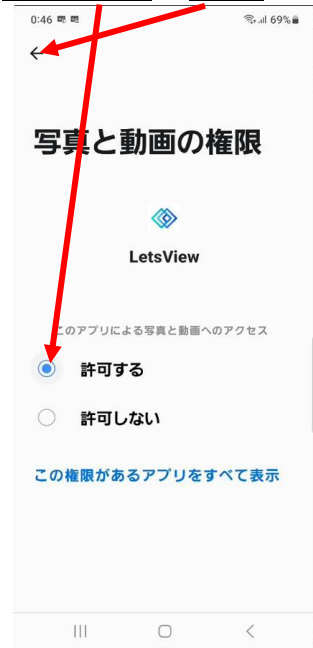 0:46 69%
写真と動画の権限
LetsView
このアプリによる写真と動画へのアクセス
許可する
許可しない
この権限があるアプリをすべて表示